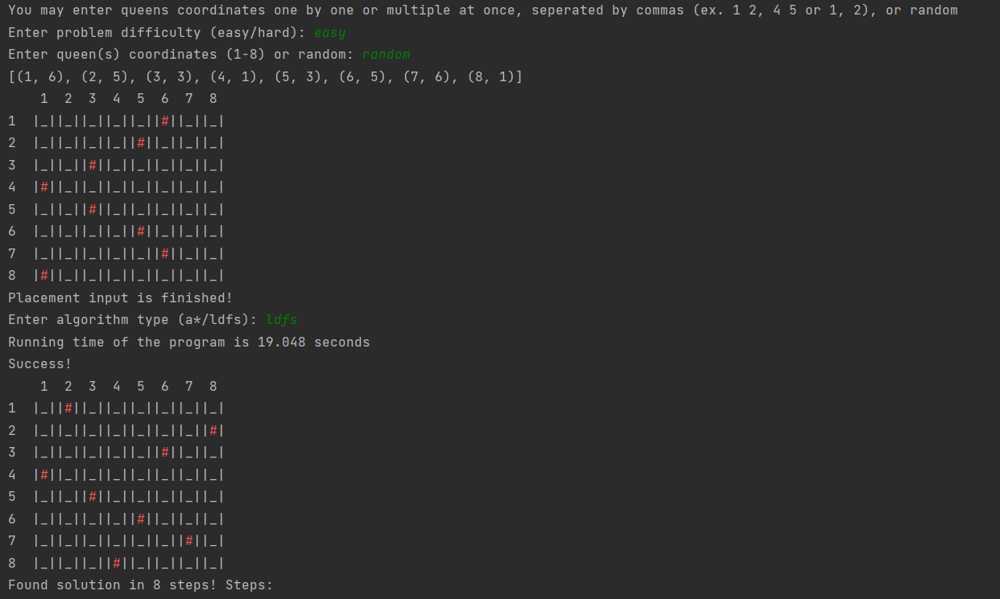 You may enter queens coordinates one by one or multiple at once, seperated by commas (ex. 1 2, 4 5 or 1, 2), or random
Enter problem difficulty (easy/hard): easy
Enter queen(s) coordinates (1-8) or random: random
[(1, 6), (2, 5), (3, 3), (4, 1), (5, 3), (6, 5), (7, 6), (8, 1)]
    1  2  3  4  5  6  7  8
1  |_||_||_||_||_||#||_||_|
2  |_||_||_||_||#||_||_||_|
3  |_||_||#||_||_||_||_||_|
4  |#||_||_||_||_||_||_||_|
5  |_||_||#||_||_||_||_||_|
6  |_||_||_||_||#||_||_||_|
7  |_||_||_||_||_||#||_||_|
8  |#||_||_||_||_||_||_||_|
Placement input is finished!
Enter algorithm type (a*/ldfs): ldfs
Running time of the program is 19.048 seconds
Success!
    1  2  3  4  5  6  7  8
1  |_||#||_||_||_||_||_||_|
2  |_||_||_||_||_||_||_||#|
3  |_||_||_||_||_||#||_||_|
4  |#||_||_||_||_||_||_||_|
5  |_||_||#||_||_||_||_||_|
6  |_||_||_||_||#||_||_||_|
7  |_||_||_||_||_||_||#||_|
8  |_||_||_||#||_||_||_||_|
Found solution in 8 steps! Steps: